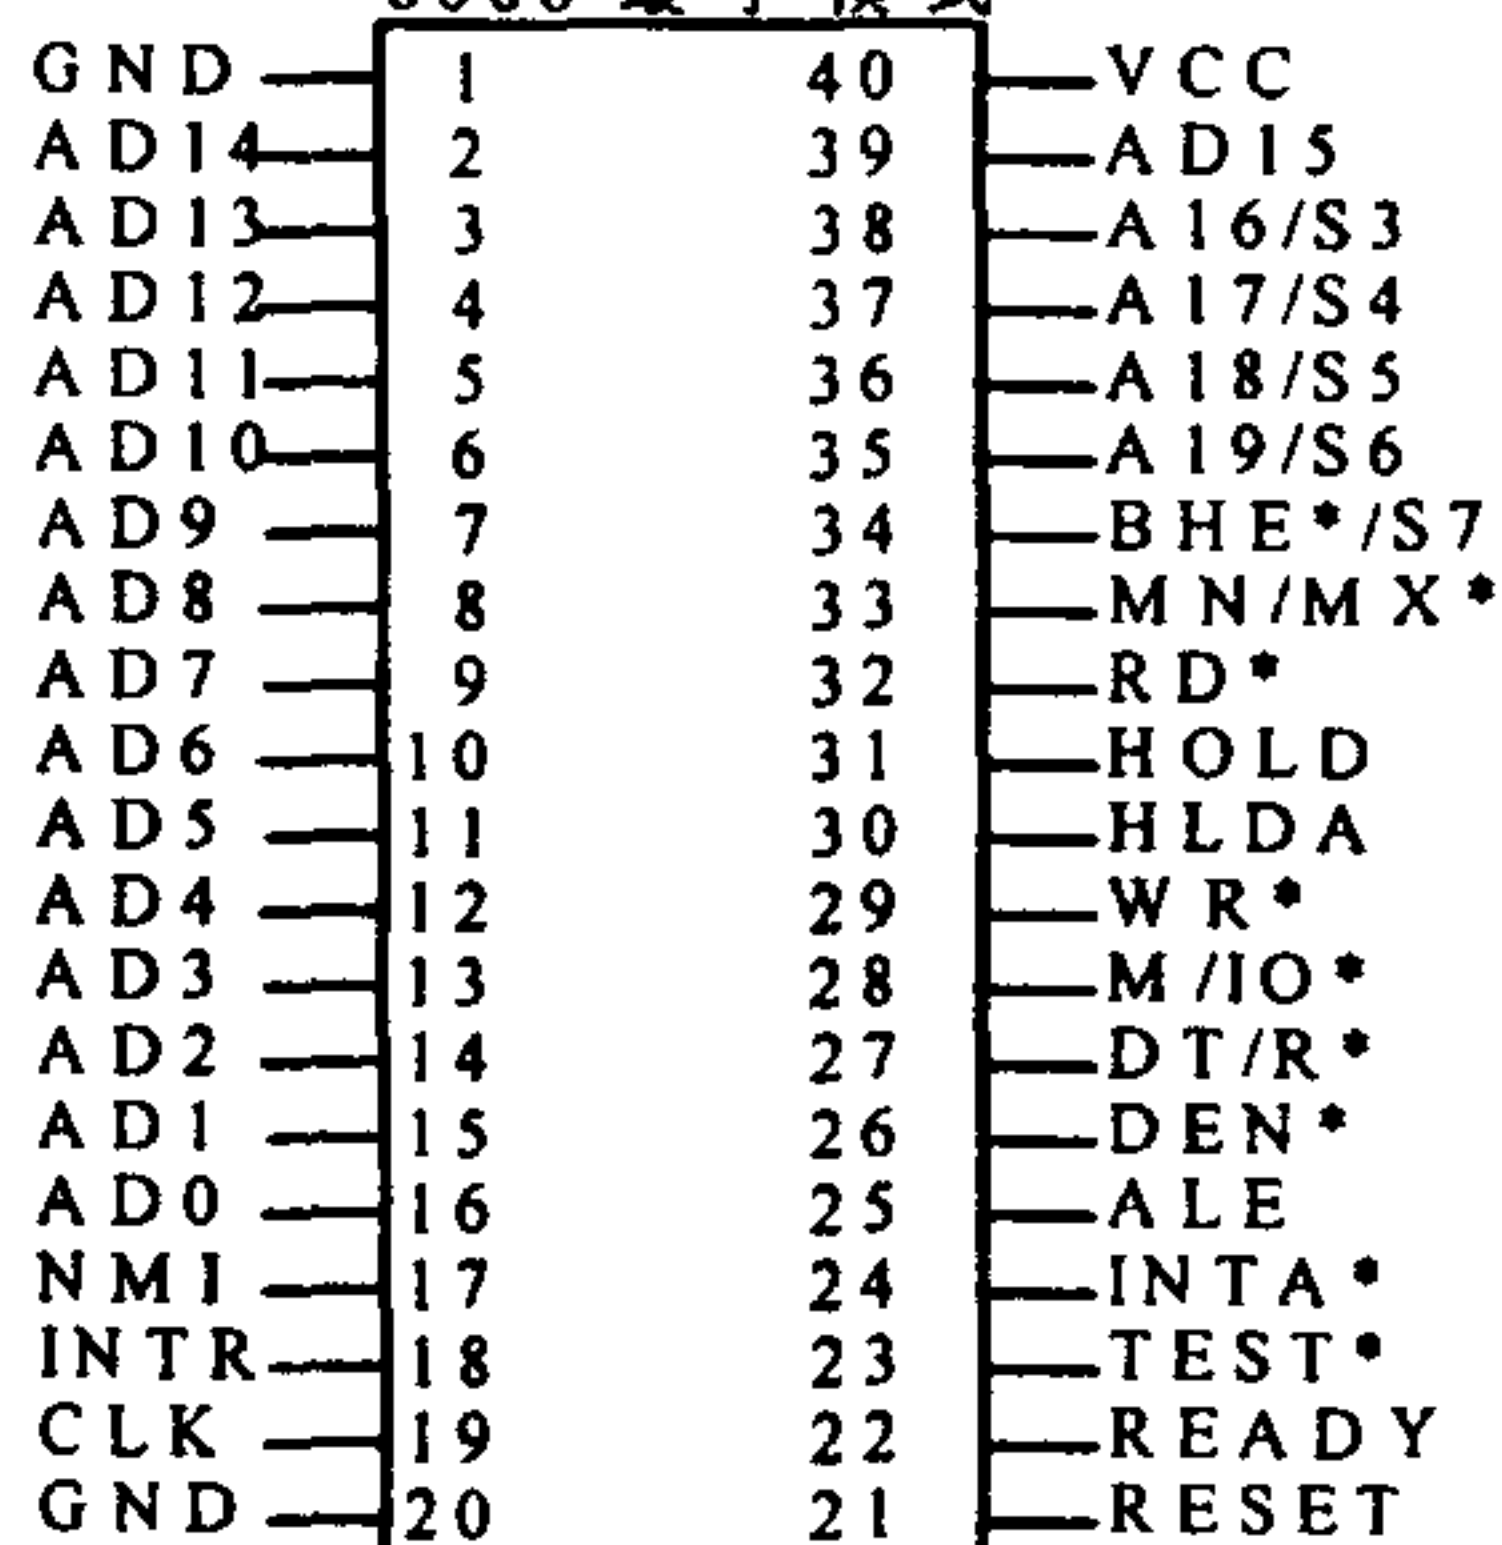 GND 1 40 VCC
AD14 2 39 AD15
AD13 3 38 A16/S3
AD12 4 37 A17/S4
AD11 5 36 A18/S5
AD10 6 35 A19/S6
AD9 7 34 BHE*/S7
AD8 8 33 MN/MX*
AD7 9 32 RD*
AD6 10 31 HOLD
AD5 11 30 HLDA
AD4 12 29 WR*
AD3 13 28 M/IO*
AD2 14 27 DT/R*
AD1 15 26 DEN*
AD0 16 25 ALE
NMI 17 24 INTA*
INTR 18 23 TEST*
CLK 19 22 READY
GND 20 21 RESET